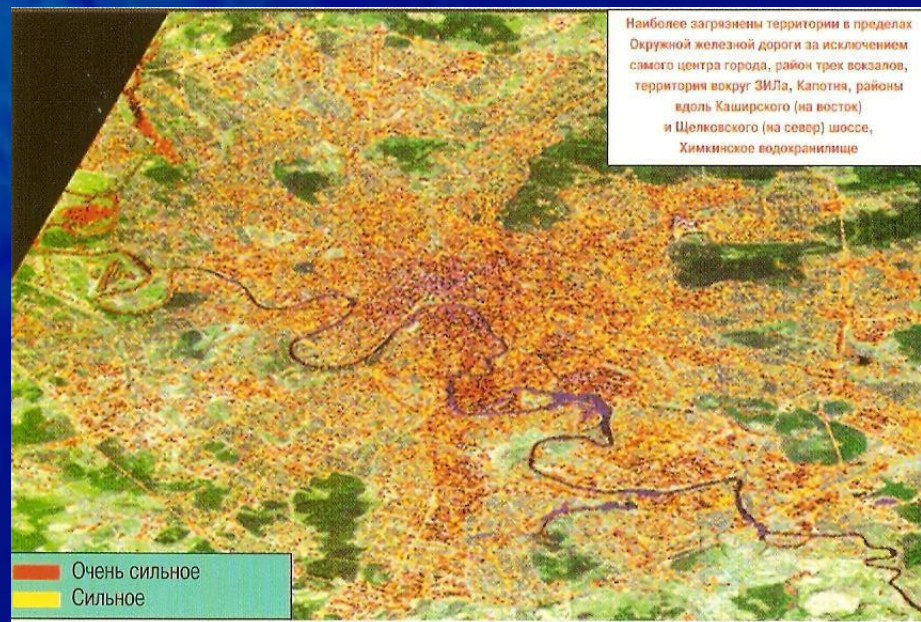 Наиболее загрязнены территории в пределах
Окружной железной дороги за исключением
самого центра города, район трех вокзалов,
территория вокруг ЗИЛа, Капотня, районы
вдоль Каширского (на восток)
и Щелковского (на север) шоссе,
Химкинское водохранилище
Очень сильное
Сильное